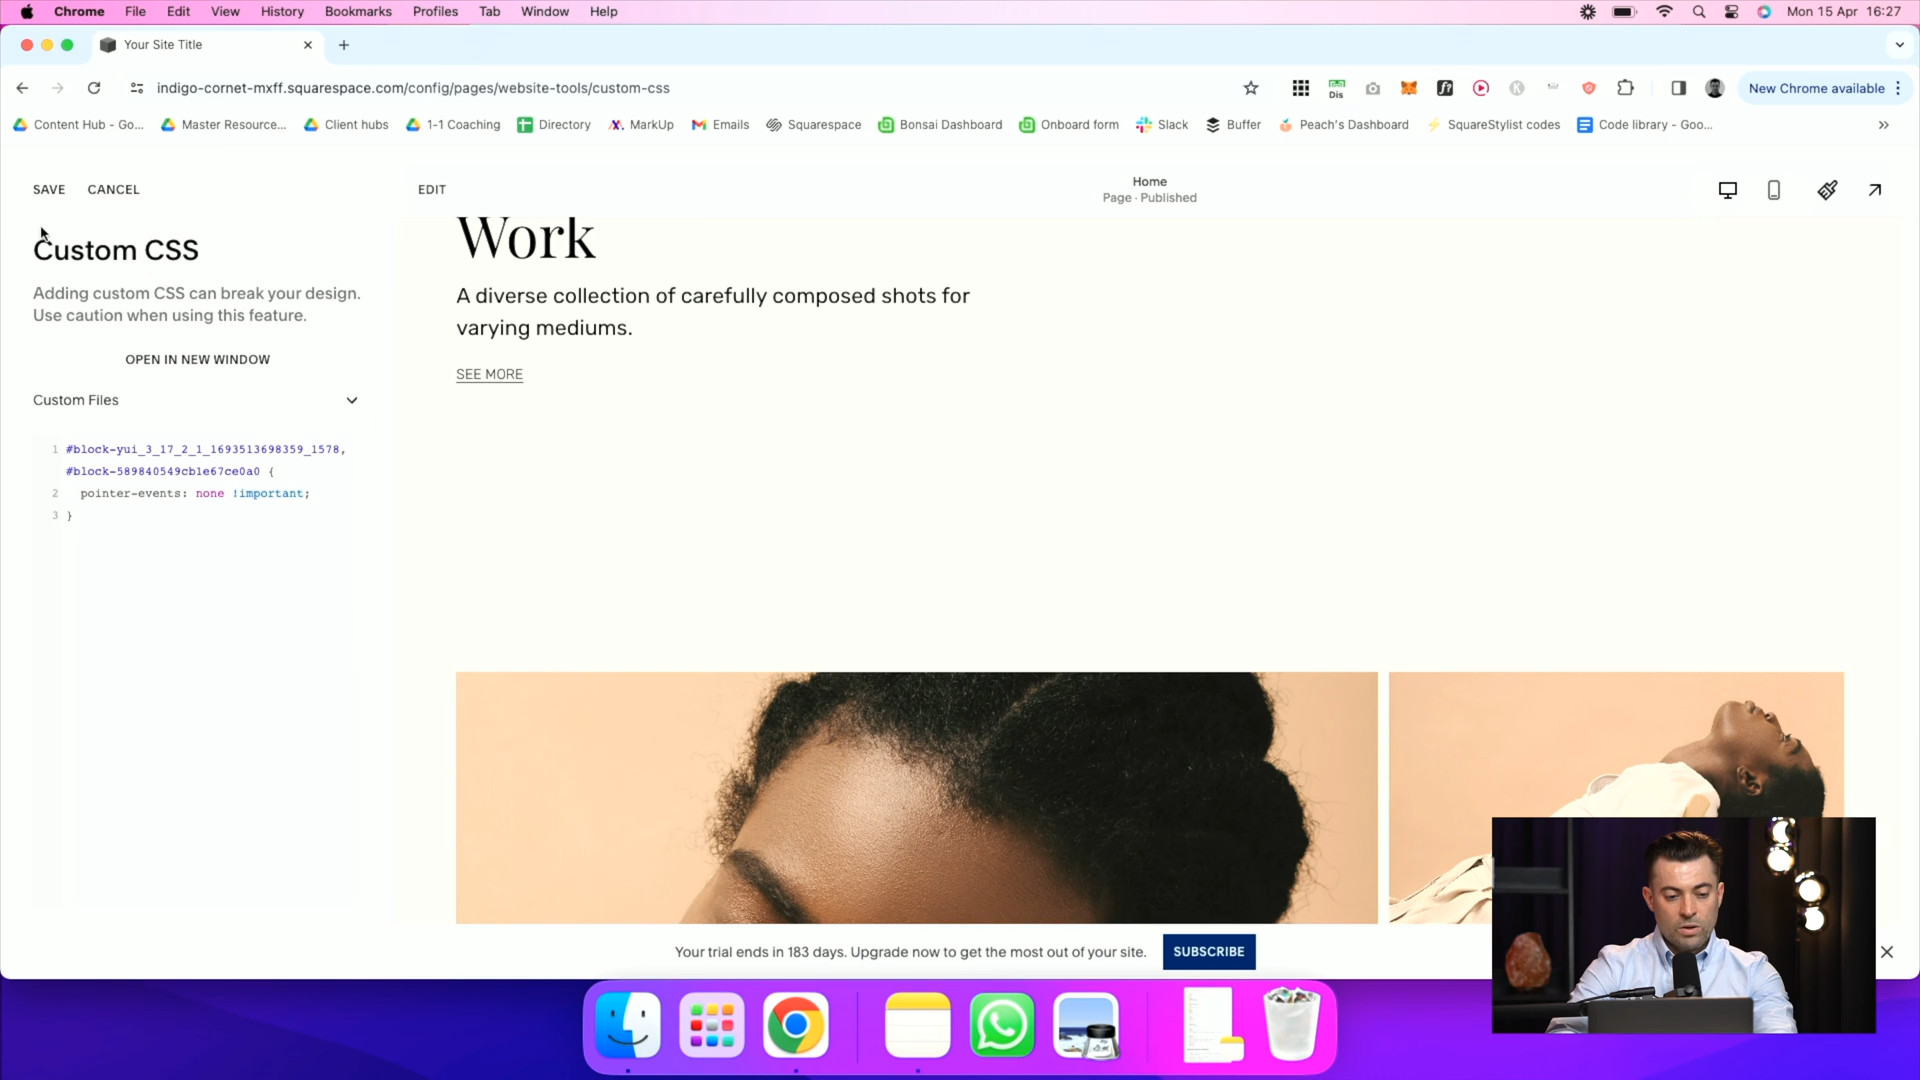 Chrome File Edit View History Bookmarks Profiles Tab Window Help
Mon 15 Apr 16:27
Your Site Title
indigo-cornet-mxff.squarespace.com/config/pages/website-tools/custom-css
Dis
f?
New Chrome available
Content Hub - Go... Master Resource... Client hubs 1-1 Coaching Directory MarkUp Emails Squarespace Bonsai Dashboard Onboard form Slack Buffer Peach's Dashboard SquareStylist codes Code library - Goo...
SAVE CANCEL
EDIT
Home
Page · Published
Custom CSS
Adding custom CSS can break your design.
Use caution when using this feature.
OPEN IN NEW WINDOW
Custom Files
1 #block-yui_3_17_2_1_1693513698359_1578,
#block-589840549cb1e67ce0a0 {
2 pointer-events: none !important;
3 }
Work
A diverse collection of carefully composed shots for
varying mediums.
SEE MORE
Your trial ends in 183 days. Upgrade now to get the most out of your site.
SUBSCRIBE